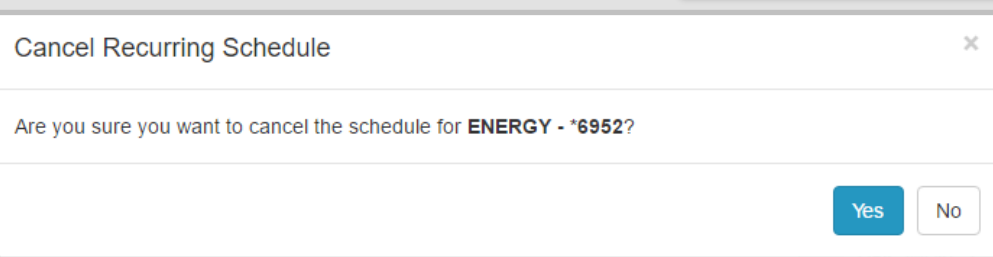 Cancel Recurring Schedule ×
Are you sure you want to cancel the schedule for ENERGY - *6952?
Yes No